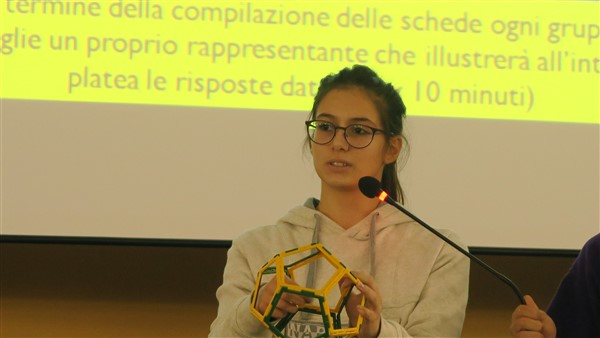 termine della compilazione delle schede ogni grup
glie un proprio rappresentante che illustrerà all'int
platea le risposte dat 10 minuti)